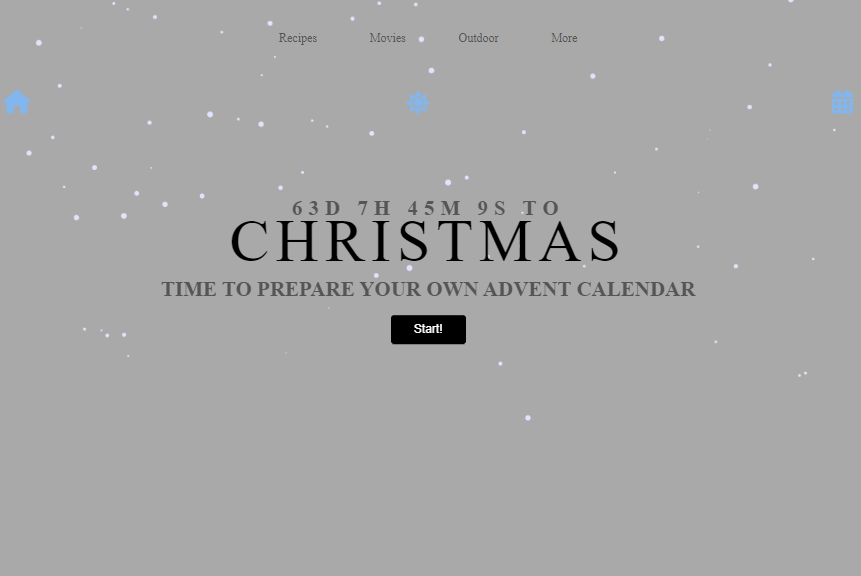 Recipes Movies Outdoor More
63D 7H 45M 9S TO
CHRISTMAS
TIME TO PREPARE YOUR OWN ADVENT CALENDAR
Start!